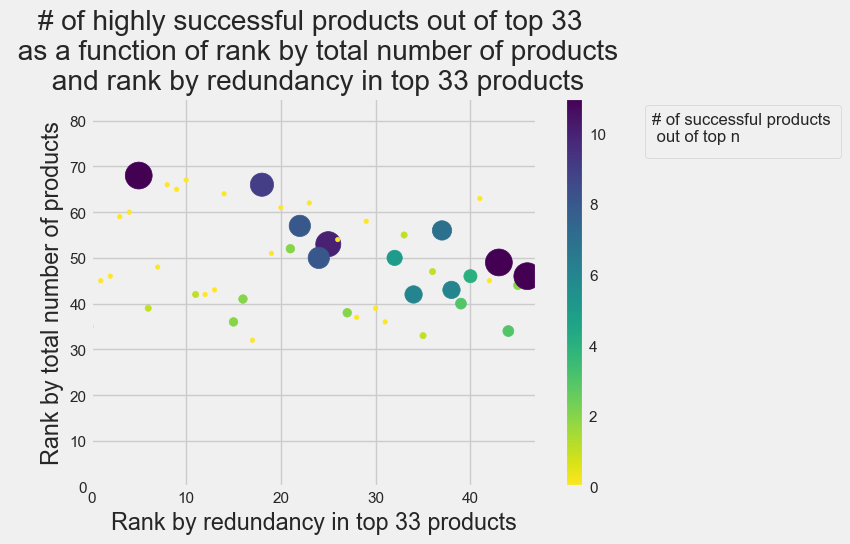 # of highly successful products out of top 33
as a function of rank by total number of products
and rank by redundancy in top 33 products
# of successful products
out of top n
Rank by total number of products
80
70
60
50
40
30
20
10
0
0 10 20 30 40
10
8
6
4
2
0
Rank by redundancy in top 33 products